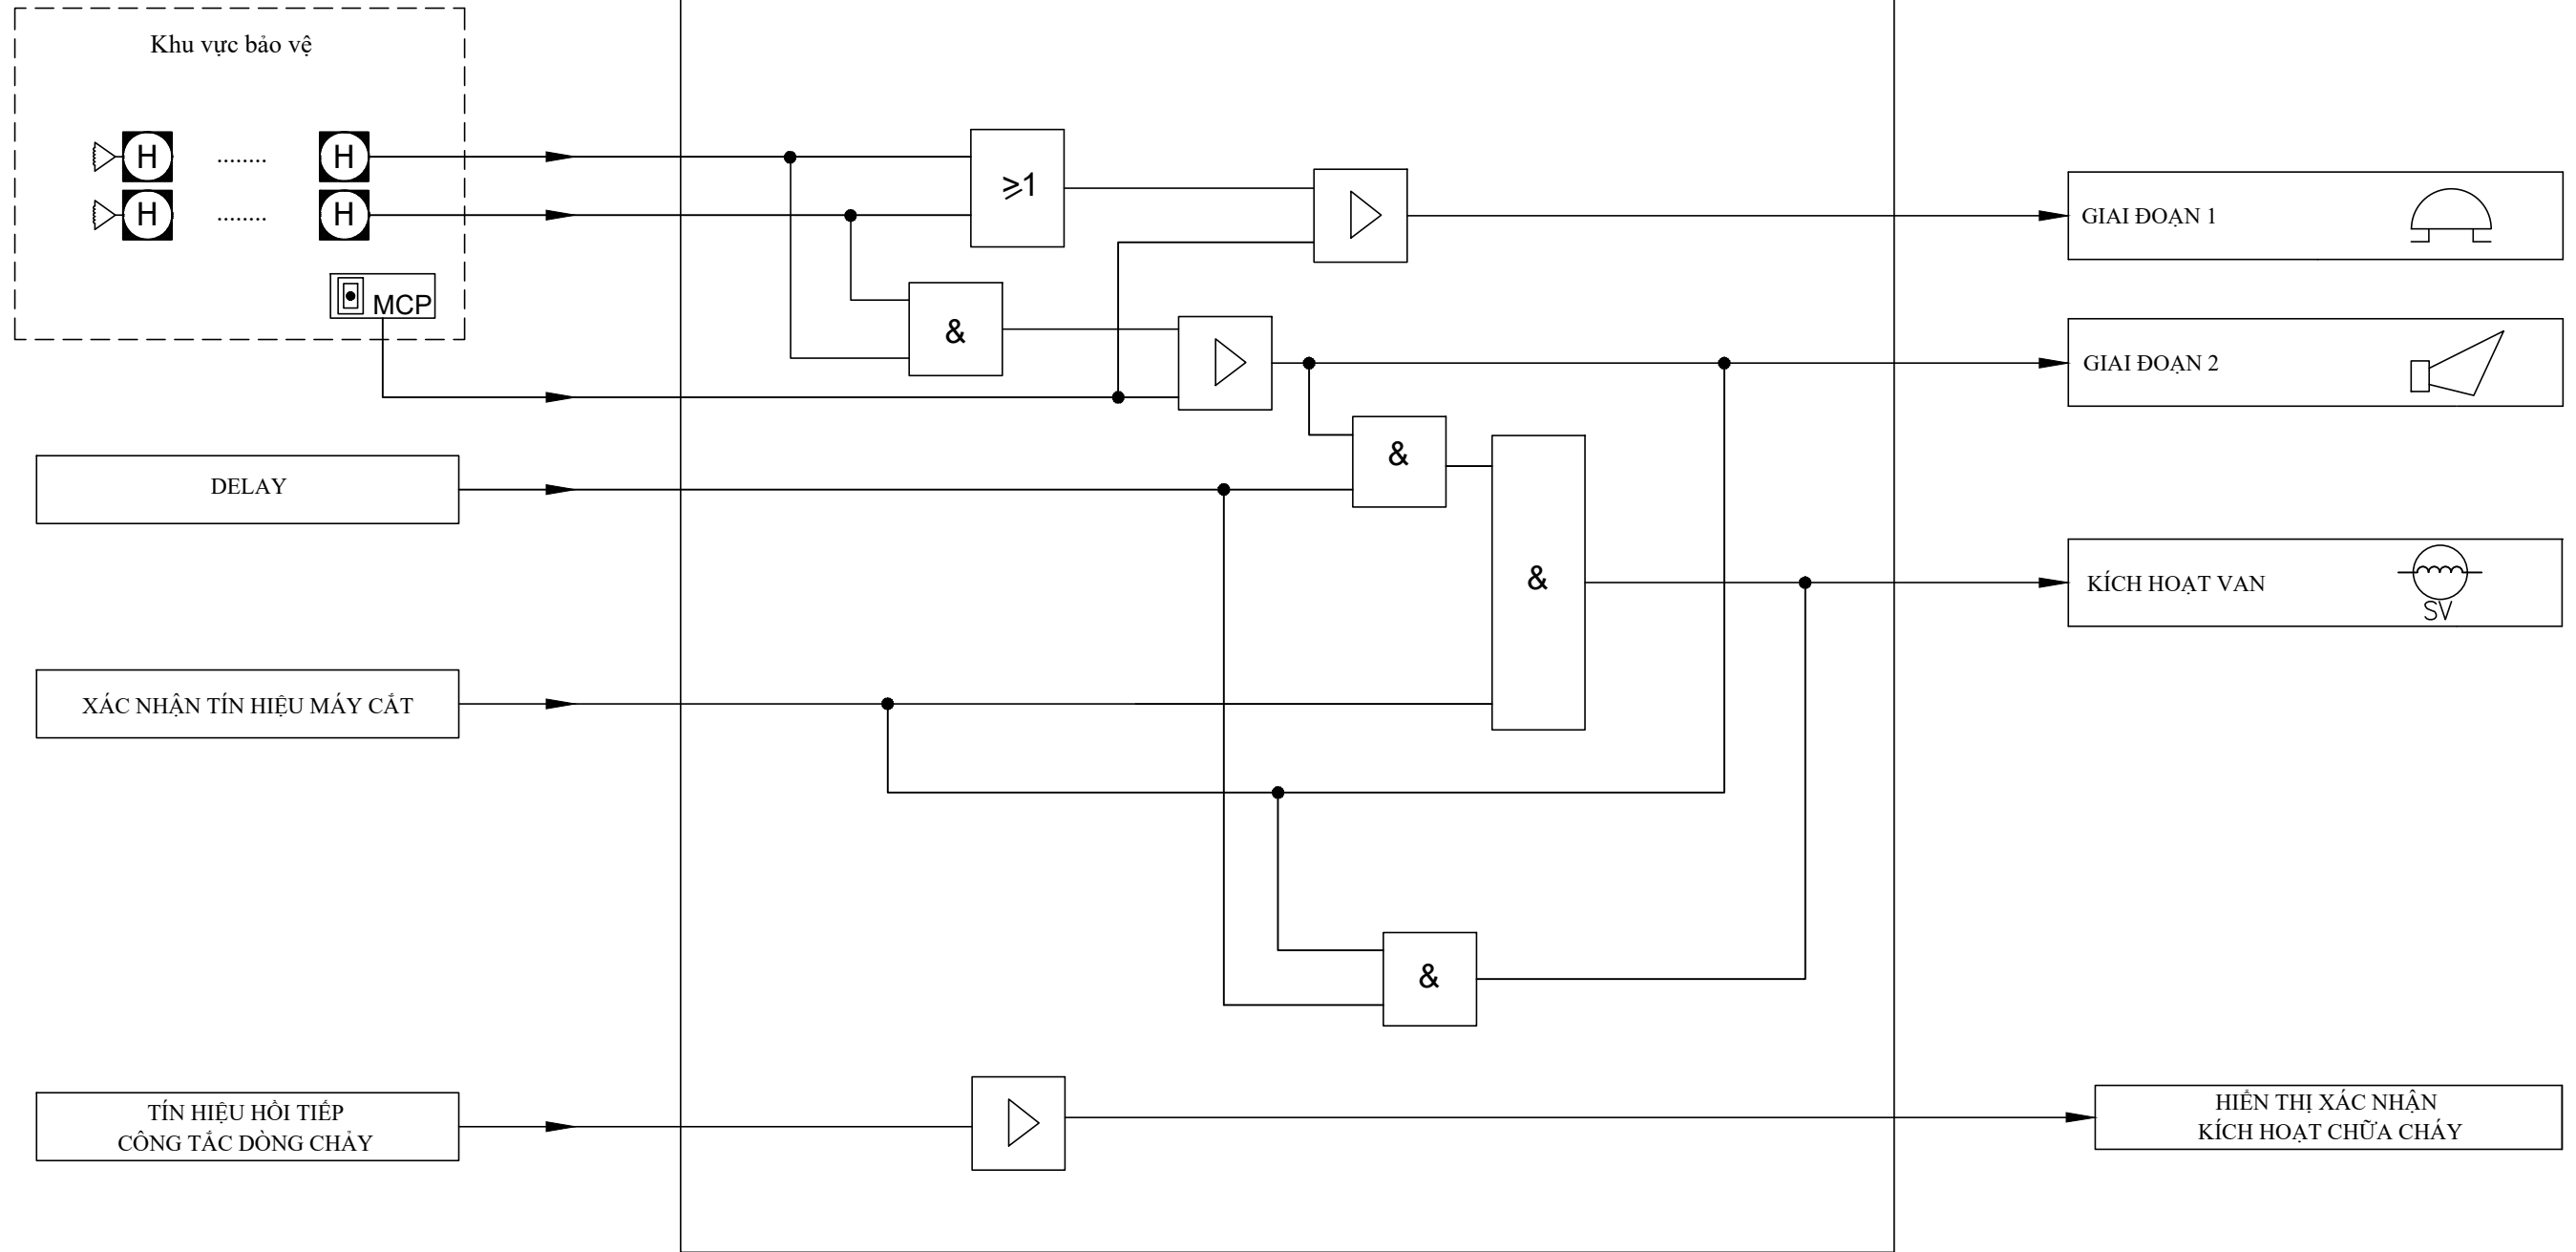 Khu vực bảo vệ
H ........ H
H ........ H
MCP
≥1
&
GIAI ĐOẠN 1
GIAI ĐOẠN 2
DELAY
&
&
KÍCH HOẠT VAN
SV
XÁC NHẬN TÍN HIỆU MÁY CẮT
&
TÍN HIỆU HỒI TIẾP
CÔNG TẮC DÒNG CHẢY
HIỂN THỊ XÁC NHẬN
KÍCH HOẠT CHỮA CHÁY